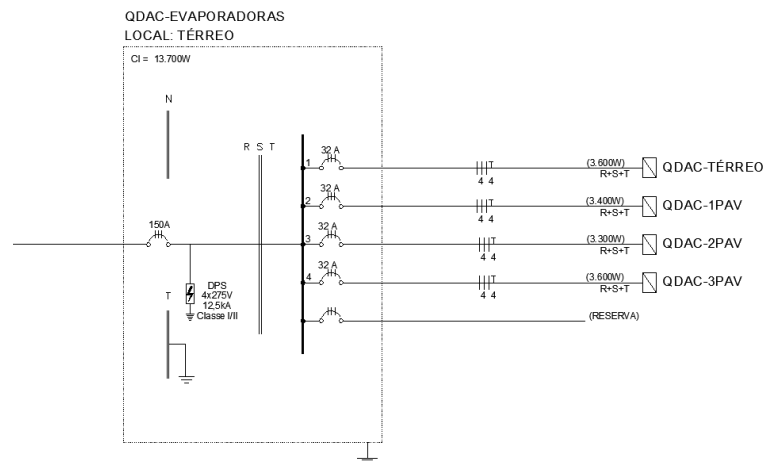 QDAC-EVAPORADORAS
LOCAL: TÉRREO
CI = 13.700W
N
R S T
150A
T
DPS
4x275V
12,5kA
Classe I/II
1
32 A
T
4 4
(3.600W)
R+S+T
QDAC-TÉRREO
2
32 A
T
4 4
(3.400W)
R+S+T
QDAC-1PAV
3
32 A
T
4 4
(3.300W)
R+S+T
QDAC-2PAV
4
32 A
T
4 4
(3.600W)
R+S+T
QDAC-3PAV
(RESERVA)